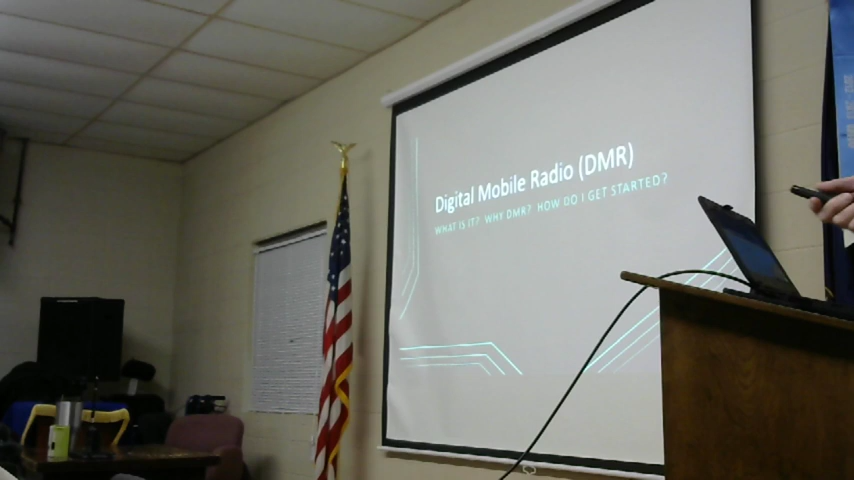 Digital Mobile Radio (DMR)
WHAT IS IT? WHY DMR? HOW DO I GET STARTED?